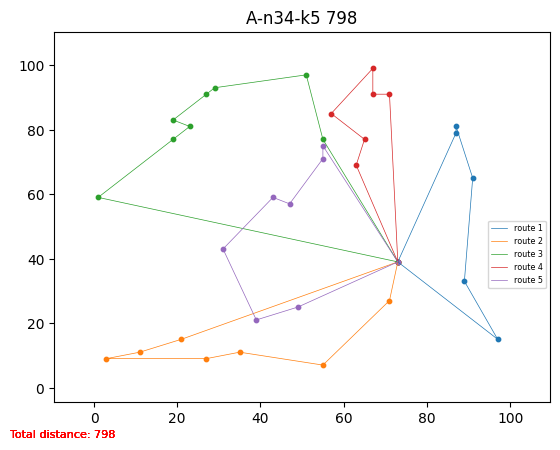 A-n34-k5 798
100
80
60
40
20
0
route 1
route 2
route 3
route 4
route 5
0 20 40 60 80 100
Total distance: 798